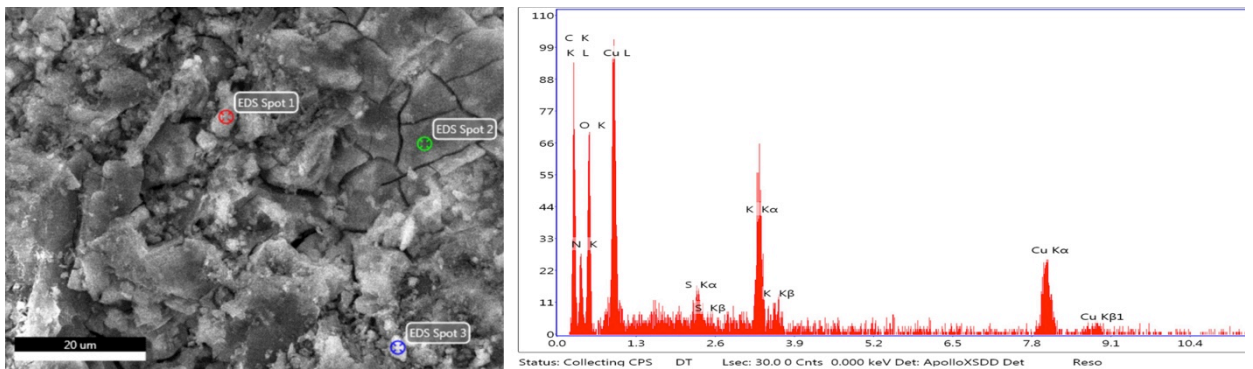 EDS Spot 1
EDS Spot 2
EDS Spot 3
20 um
110
99
88
77
66
55
44
33
22
11
0
C K
K L
Cu L
O K
N K
S Kα
S Kβ
K Kα
K Kβ
Cu Kα
Cu Kβ1
0.0 1.3 2.6 3.9 5.2 6.5 7.8 9.1 10.4
Status: Collecting CPS DT Lsec: 30.0 0 Cnts 0.000 keV Det: ApolloXSDD Det Reso